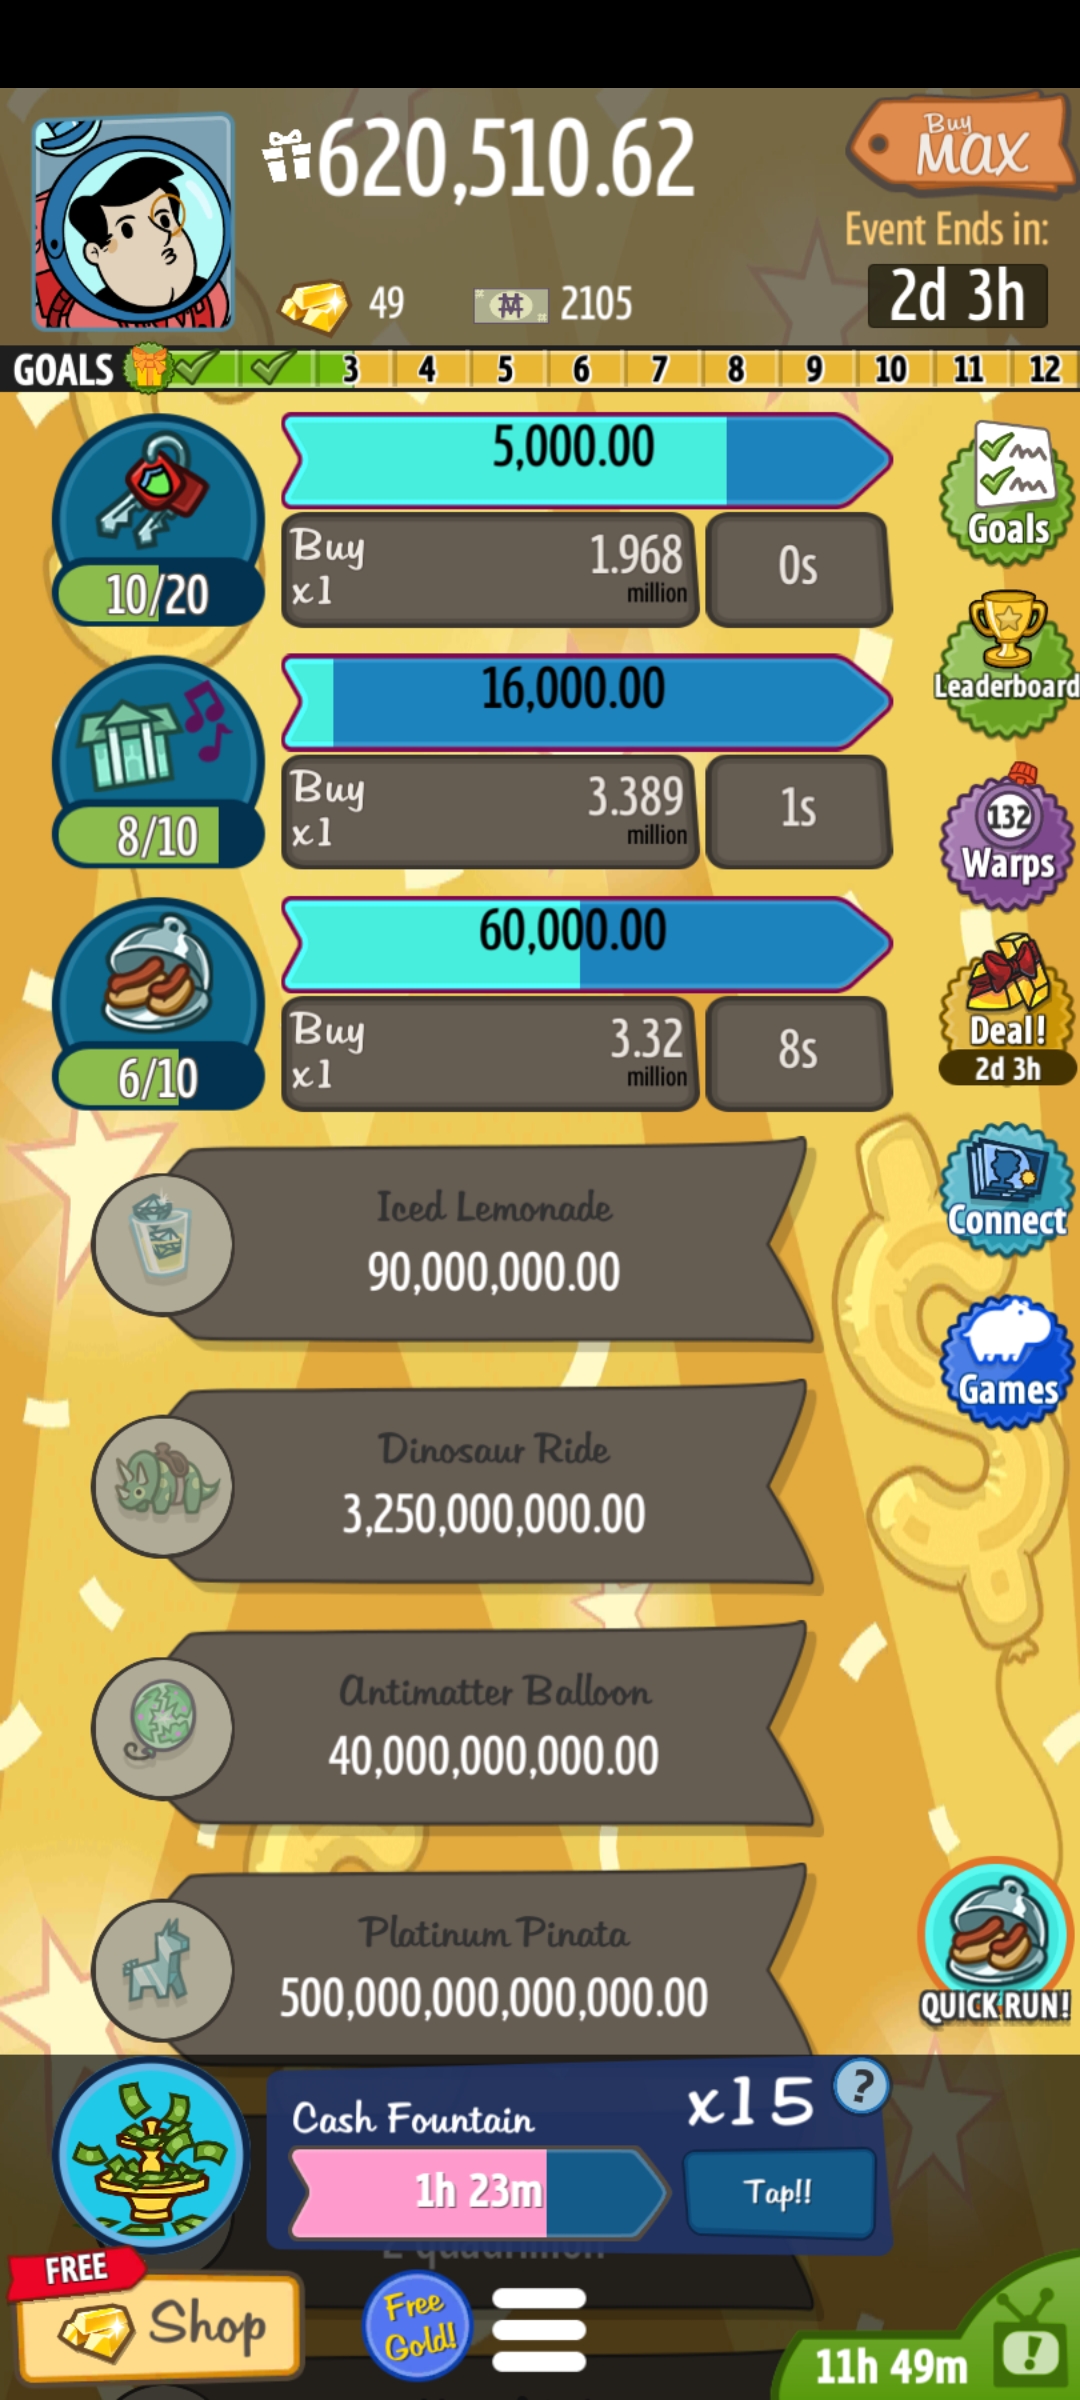 620,510.62
Buy
MAX
Event Ends in:
49
2105
2d 3h
GOALS 3 4 5 6 7 8 9 10 11 12
5,000.00
Buy
x1
1.968
million
0s
10/20
Goals
16,000.00
Buy
x1
3.389
million
1s
8/10
Leaderboard
132
Warps
60,000.00
Buy
x1
3.32
million
8s
6/10
Deal!
2d 3h
Iced Lemonade
90,000,000.00
Connect
Games
Dinosaur Ride
3,250,000,000.00
Antimatter Balloon
40,000,000,000.00
Platinum Pinata
500,000,000,000,000.00
QUICK RUN!
Cash Fountain
x15
?
1h 23m
Tap!!
2 quadrillion
FREE
Shop
Free
Gold!
11h 49m
!